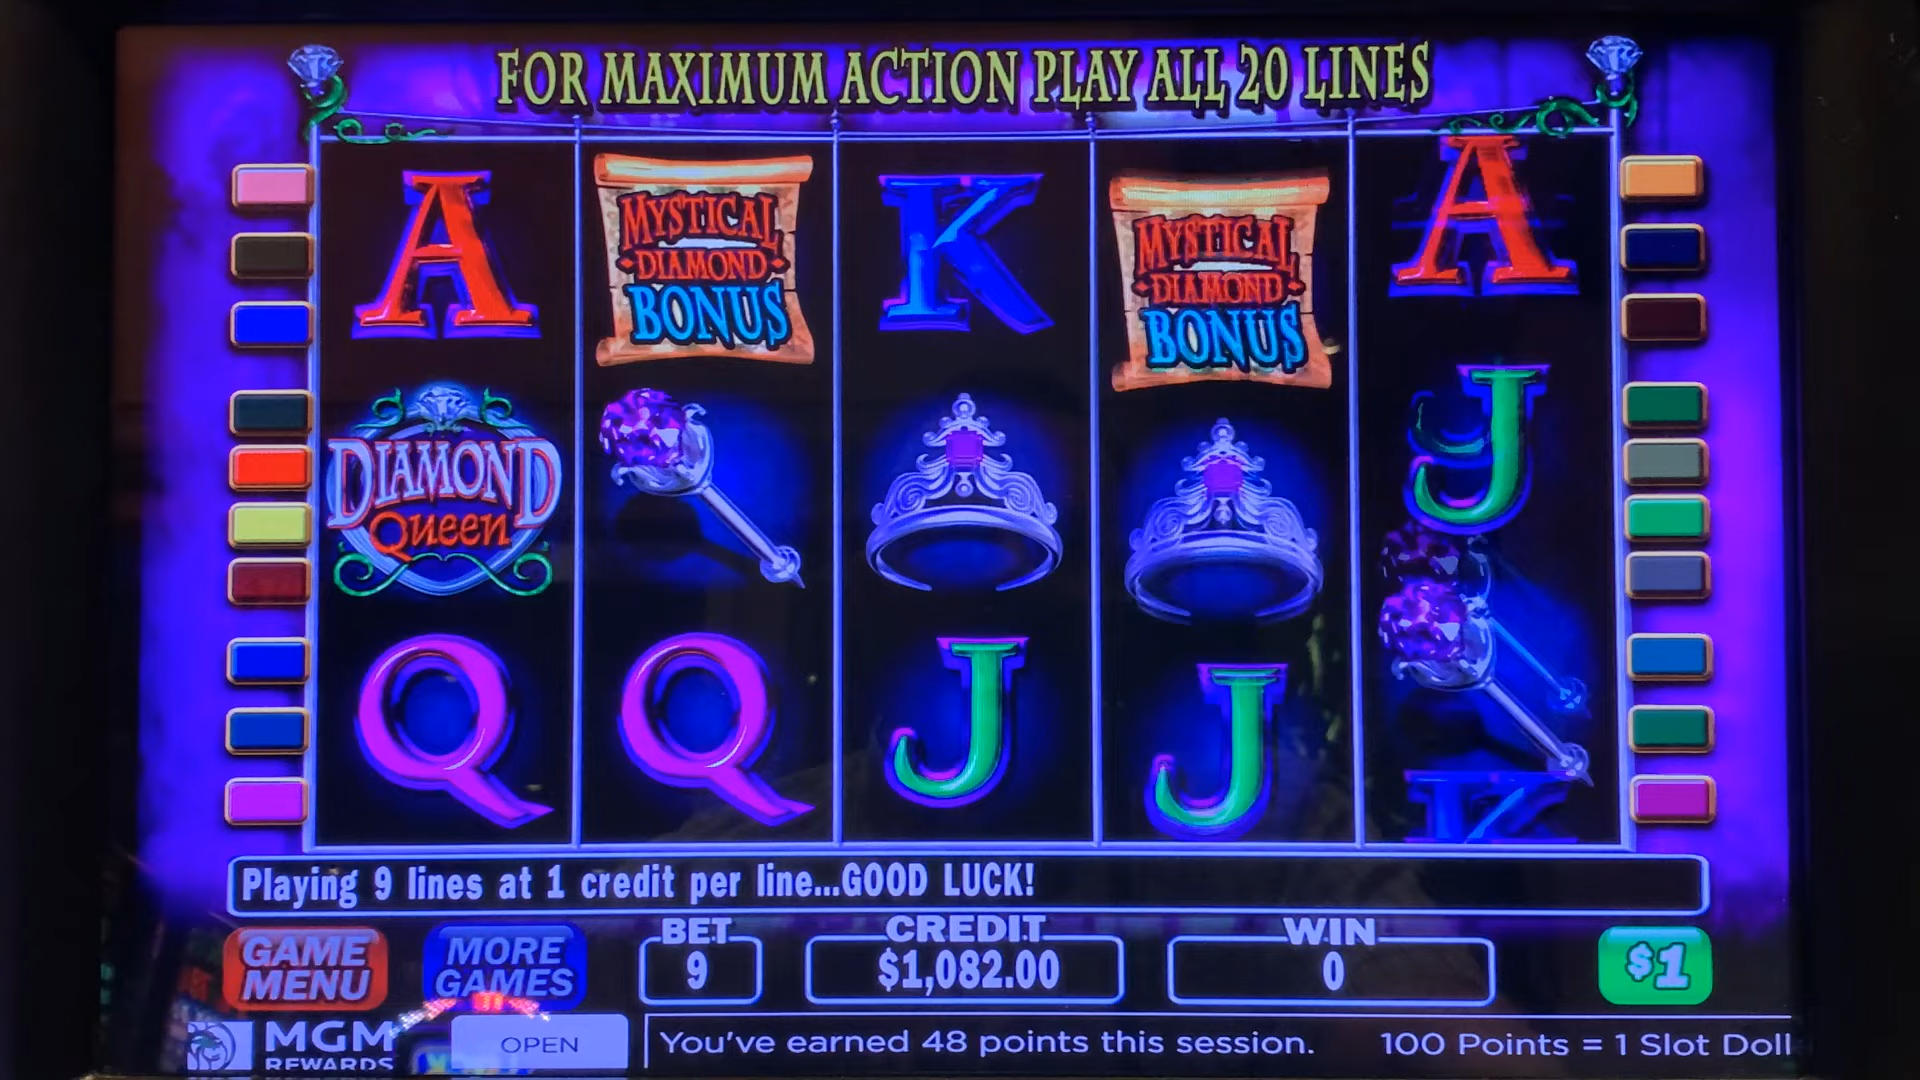 FOR MAXIMUM ACTION PLAY ALL 20 LINES
A
MYSTICAL
DIAMOND
BONUS
K
MYSTICAL
DIAMOND
BONUS
A
DIAMOND
Queen
J
Q
Q
J
J
K
Playing 9 lines at 1 credit per line...GOOD LUCK!
GAME
MENU
MORE
GAMES
BET
9
CREDIT
$1,082.00
WIN
0
$1
MGM
REWARDS
OPEN
You've earned 48 points this session.
100 Points = 1 Slot Doll